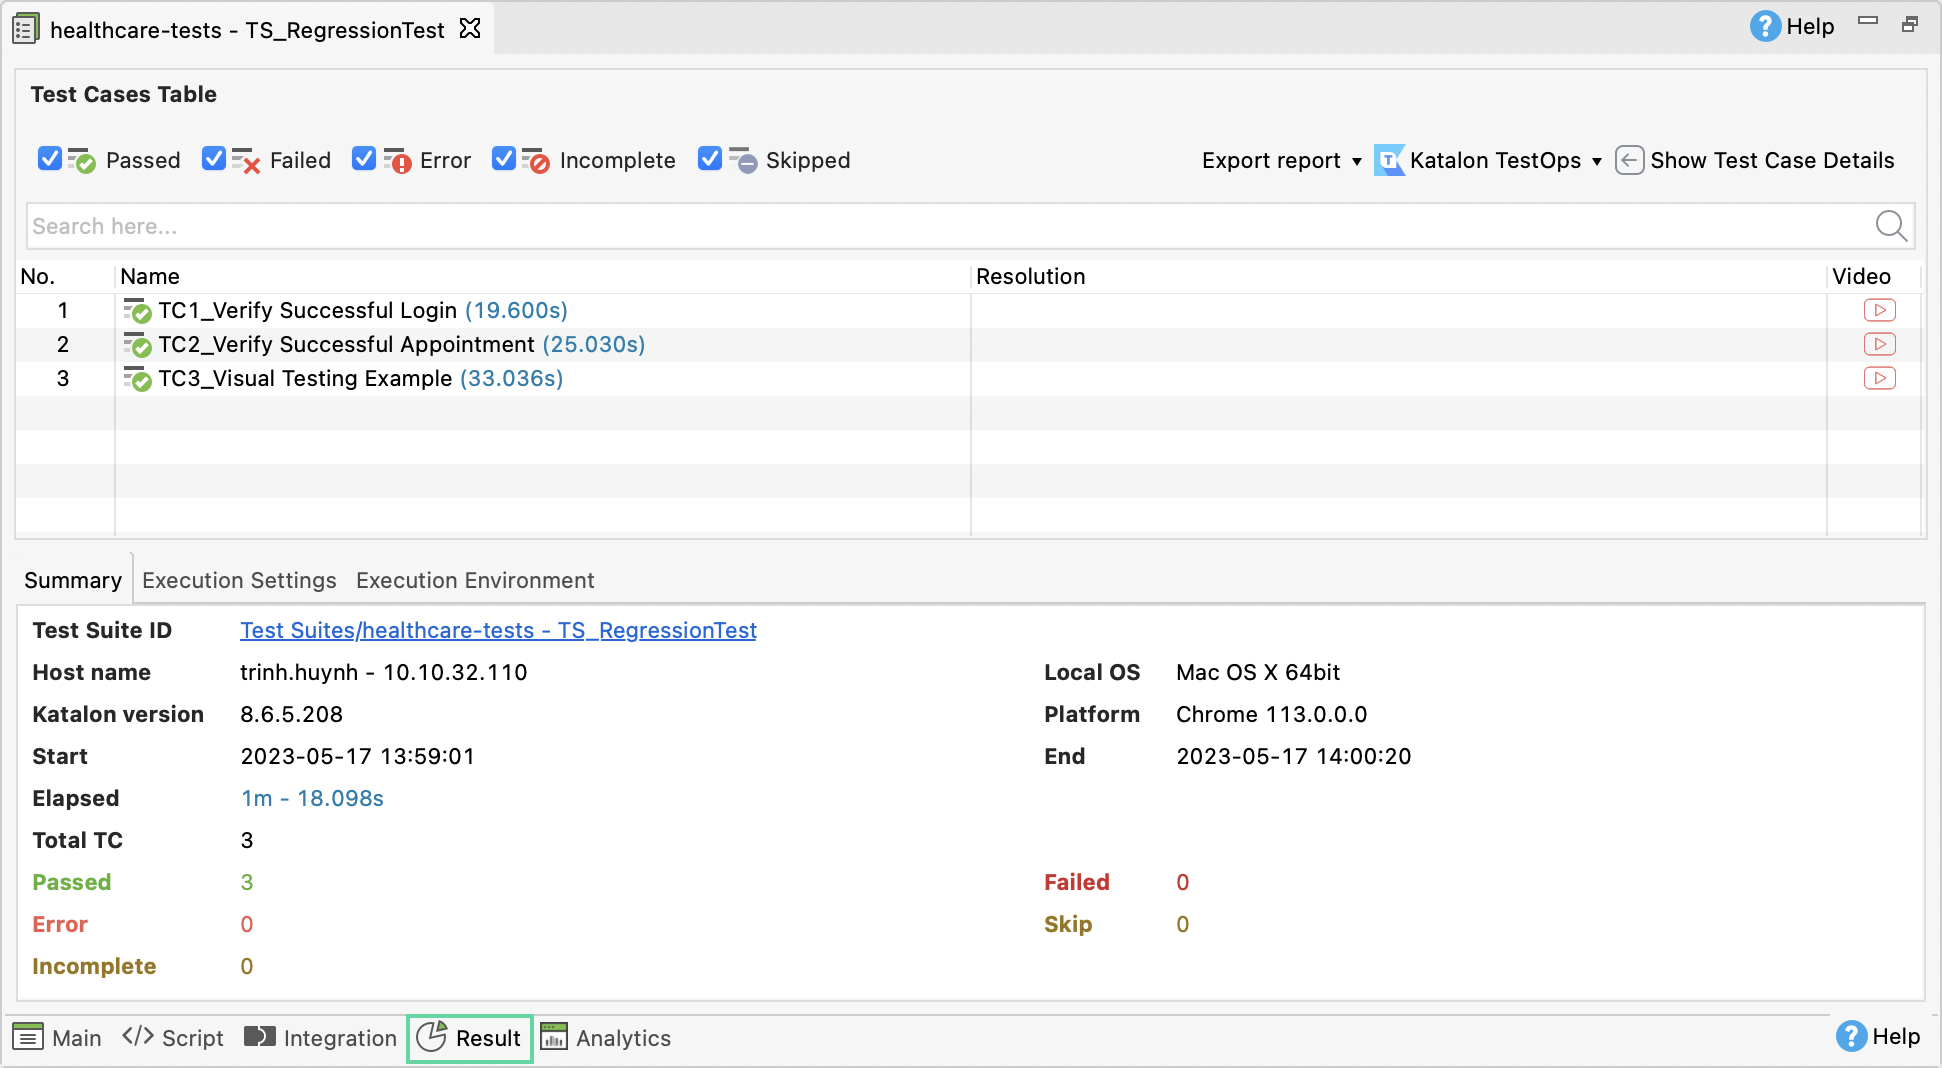 healthcare-tests - TS_RegressionTest
Help
Test Cases Table
Passed Failed Error Incomplete Skipped
Export report Katalon TestOps Show Test Case Details
Search here...
No. Name Resolution Video
1 TC1_Verify Successful Login (19.600s)
2 TC2_Verify Successful Appointment (25.030s)
3 TC3_Visual Testing Example (33.036s)
Summary Execution Settings Execution Environment
Test Suite ID Test Suites/healthcare-tests - TS_RegressionTest
Host name trinh.huynh - 10.10.32.110 Local OS Mac OS X 64bit
Katalon version 8.6.5.208 Platform Chrome 113.0.0.0
Start 2023-05-17 13:59:01 End 2023-05-17 14:00:20
Elapsed 1m - 18.098s
Total TC 3
Passed 3 Failed 0
Error 0 Skip 0
Incomplete 0
Main </> Script Integration Result Analytics Help